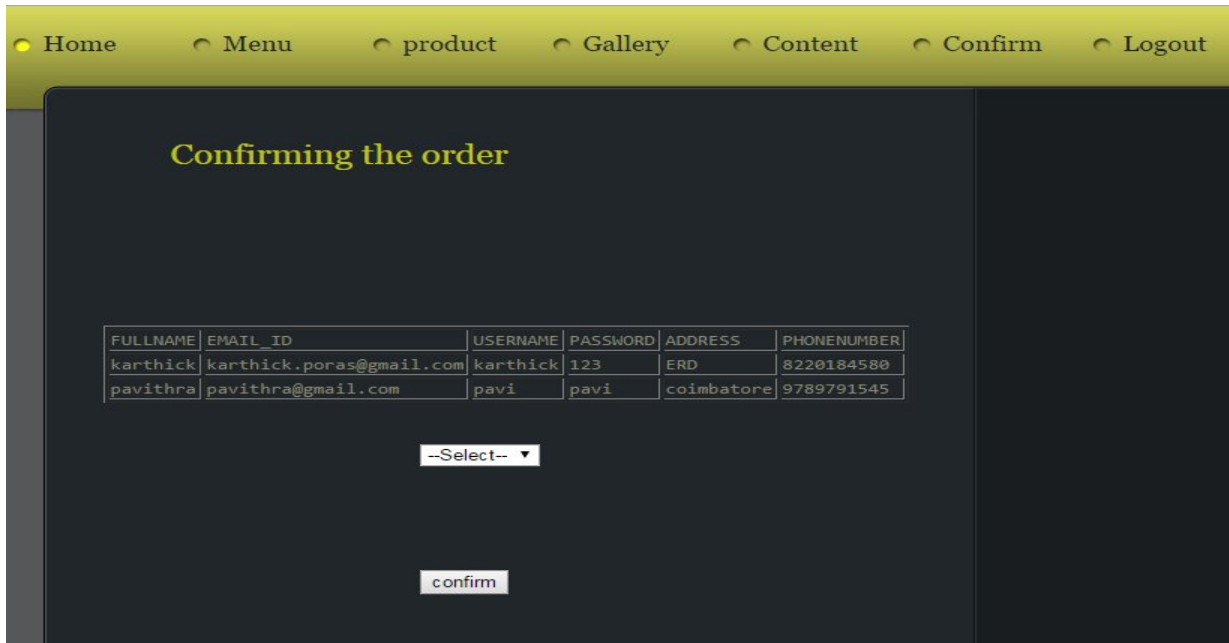 Home Menu product Gallery Content Confirm Logout
Confirming the order
FULLNAME EMAIL_ID USERNAME PASSWORD ADDRESS PHONENUMBER
karthick karthick.poras@gmail.com karthick 123 ERD 8220184580
pavithra pavithra@gmail.com pavi pavi coimbatore 9789791545
--Select--
confirm